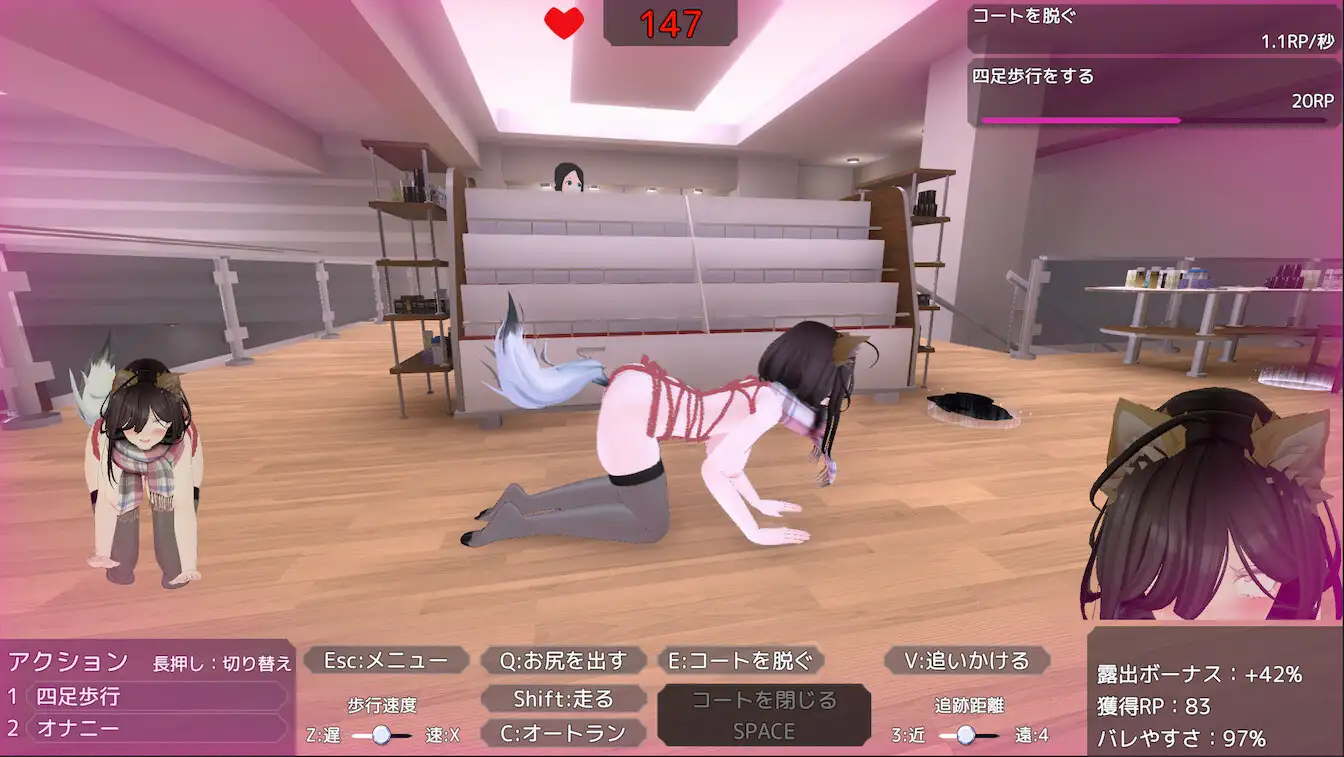 147
コートを脱ぐ
1.1RP/秒
四足歩行をする
20RP
アクション 長押し：切り替え
1 四足歩行
2 オナニー
Esc:メニュー
歩行速度
Z:遅 速:X
Q:お尻を出す
Shift:走る
C:オートラン
E:コートを脱ぐ
コートを閉じる
SPACE
V:追いかける
追跡距離
3:近 遠:4
露出ボーナス：+42%
獲得RP：83
バレやすさ：97%